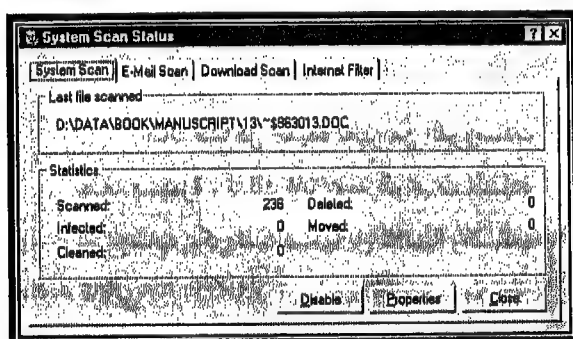 System Scan Status
System Scan E-Mail Scan Download Scan Internet Filter
Last file scanned
D:\DATA\BOOK\MANUSCRIPT\13\~$863013.DOC
Statistics
Scanned: 236 Deleted: 0
Infected: 0 Moved: 0
Cleaned: 0
Disable Properties Close